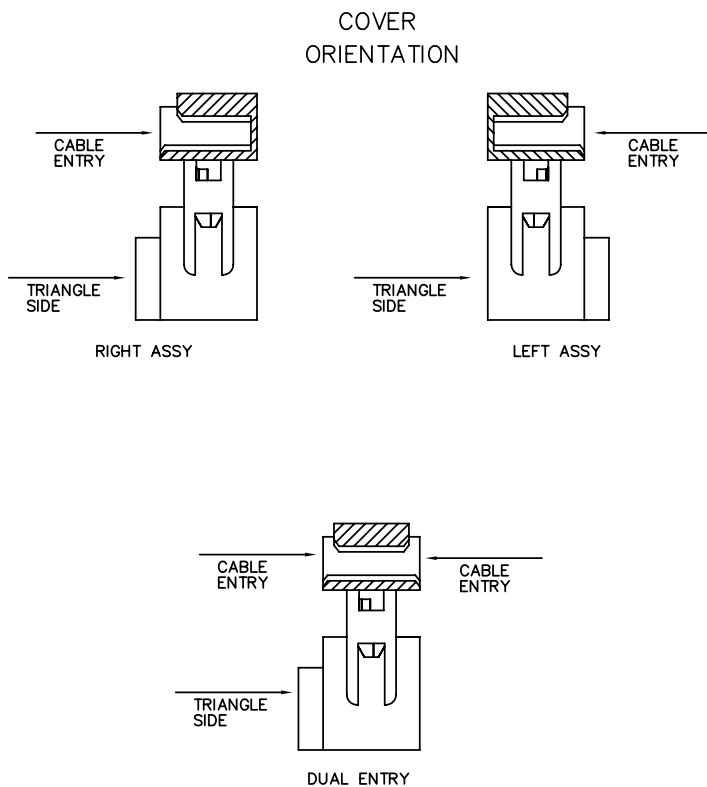 COVER
ORIENTATION
CABLE
ENTRY
CABLE
ENTRY
TRIANGLE
SIDE
TRIANGLE
SIDE
RIGHT ASSY
LEFT ASSY
CABLE
ENTRY
CABLE
ENTRY
TRIANGLE
SIDE
DUAL ENTRY